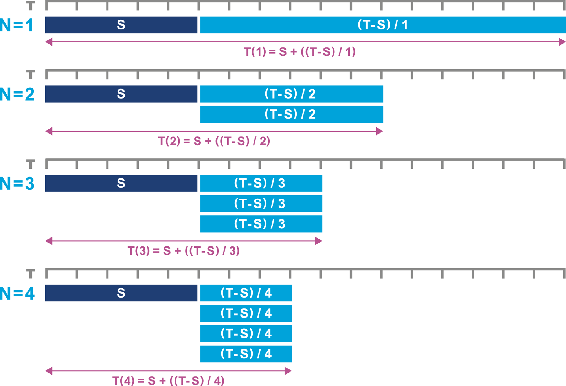 T
N=1 S (T-S)/1
T(1) = S + ((T-S)/1)
T
N=2 S (T-S)/2
(T-S)/2
T(2) = S + ((T-S)/2)
T
N=3 S (T-S)/3
(T-S)/3
(T-S)/3
T(3) = S + ((T-S)/3)
T
N=4 S (T-S)/4
(T-S)/4
(T-S)/4
(T-S)/4
T(4) = S + ((T-S)/4)